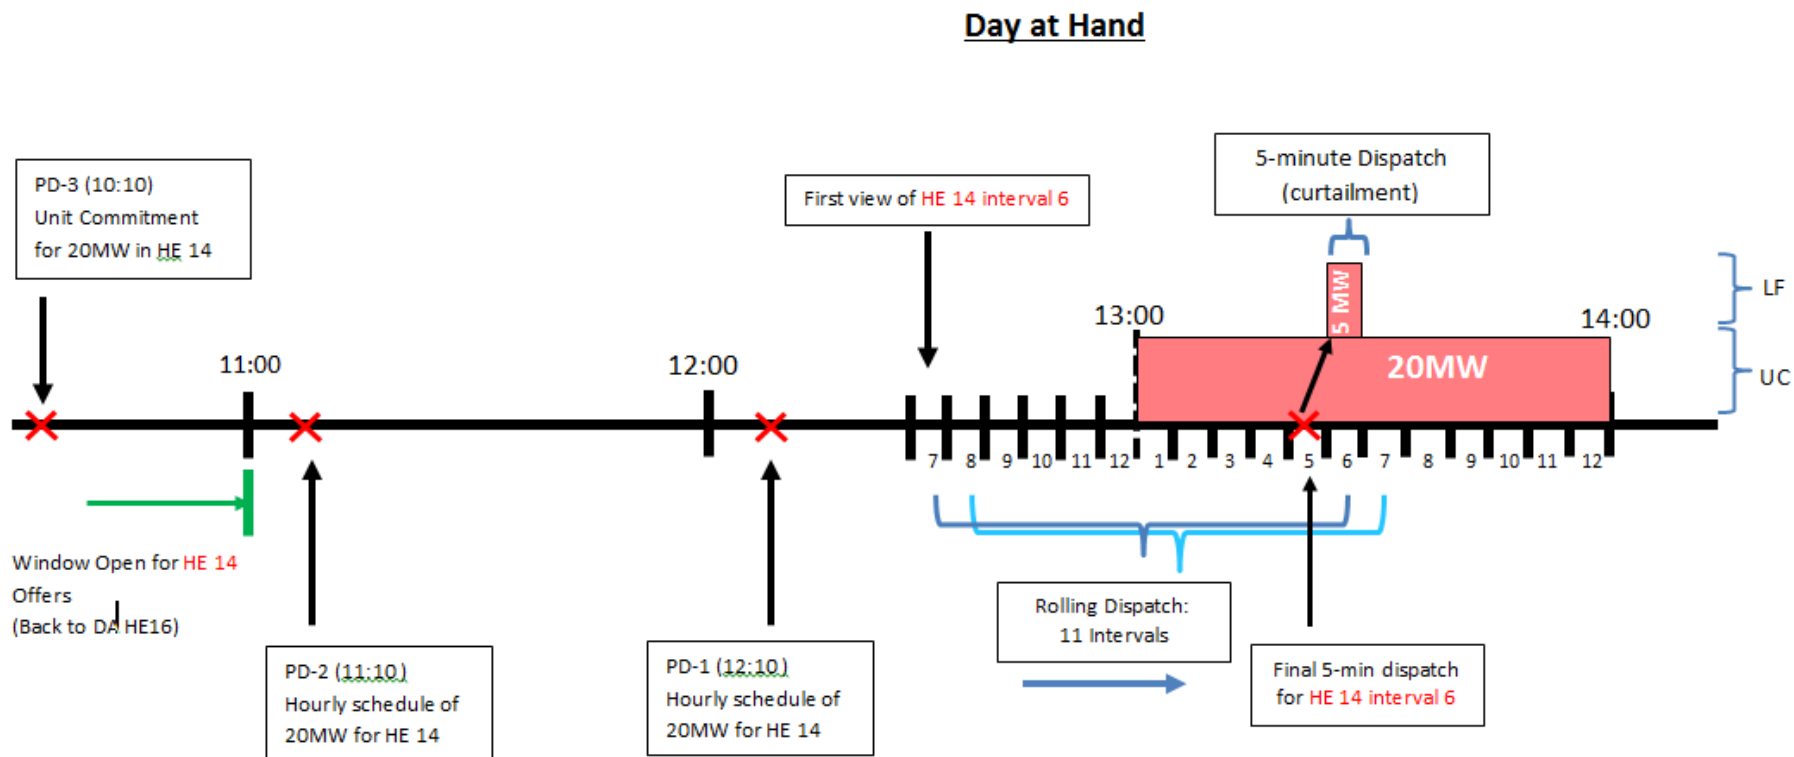 Day at Hand
PD-3 (10:10)
Unit Commitment
for 20MW in HE 14
First view of HE 14 interval 6
5-minute Dispatch
(curtailment)
5 MW
LF
13:00
14:00
11:00
12:00
20MW
UC
7 8 9 10 11 12 1 2 3 4 5 6 7 8 9 10 11 12
Window Open for HE 14
Offers
(Back to DA HE16)
PD-2 (11:10)
Hourly schedule of
20MW for HE 14
PD-1 (12:10)
Hourly schedule of
20MW for HE 14
Rolling Dispatch:
11 Intervals
Final 5-min dispatch
for HE 14 interval 6